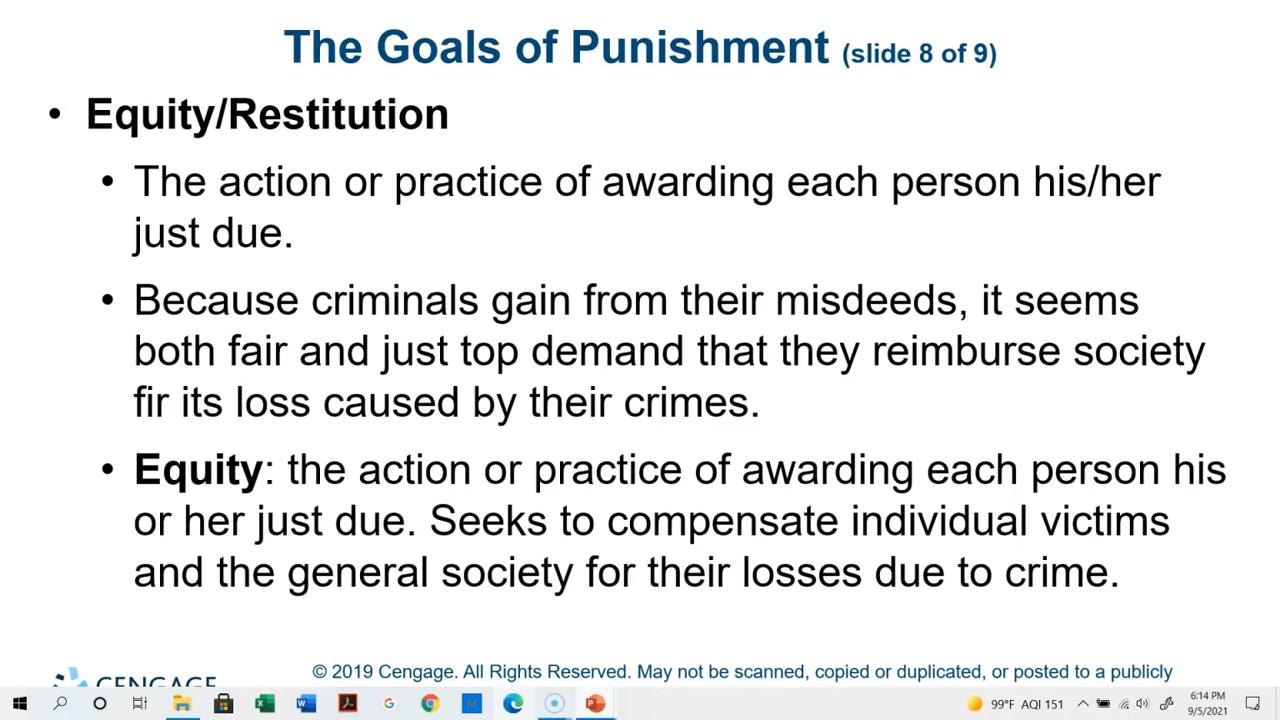 The Goals of Punishment (slide 8 of 9)
• Equity/Restitution
• The action or practice of awarding each person his/her
just due.
• Because criminals gain from their misdeeds, it seems
both fair and just top demand that they reimburse society
fir its loss caused by their crimes.
• Equity: the action or practice of awarding each person his
or her just due. Seeks to compensate individual victims
and the general society for their losses due to crime.
CENGAGE
© 2019 Cengage. All Rights Reserved. May not be scanned, copied or duplicated, or posted to a publicly
99°F AQI 151
6:14 PM
9/5/2021